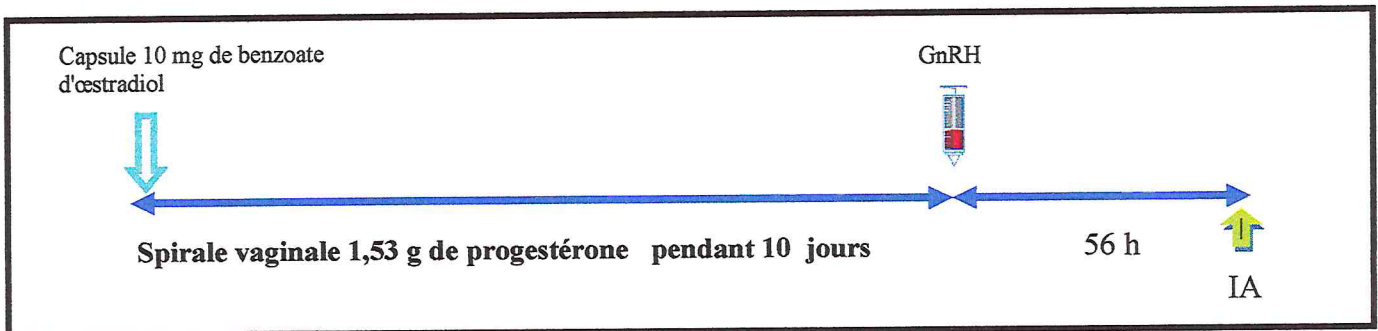 Capsule 10 mg de benzoate
d'œstradiol
GnRH
Spirale vaginale 1,53 g de progestérone pendant 10 jours
56 h
IA